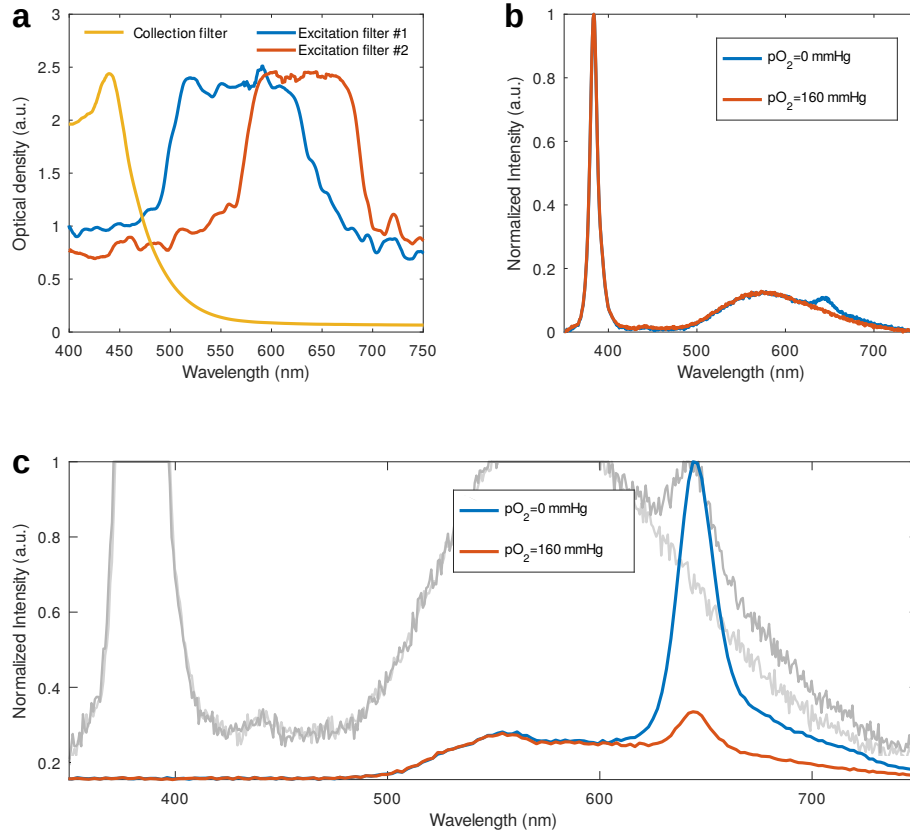 a
Collection filter
Excitation filter #1
Excitation filter #2
3
2.5
2
1.5
1
0.5
0
400 450 500 550 600 650 700 750
Wavelength (nm)
Optical density (a.u.)
b
pO2=0 mmHg
pO2=160 mmHg
1
0.8
0.6
0.4
0.2
0
400 500 600 700
Wavelength (nm)
Normalized Intensity (a.u.)
c
pO2=0 mmHg
pO2=160 mmHg
1
0.8
0.6
0.4
0.2
400 500 600 700
Wavelength (nm)
Normalized Intensity (a.u.)